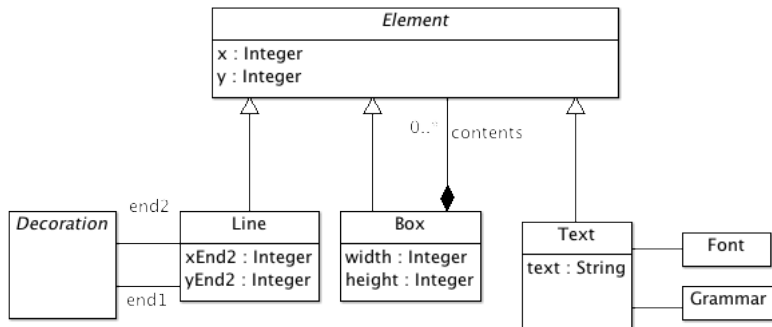 Element
x : Integer
y : Integer
0..*
contents
end2
Decoration
Line
xEnd2 : Integer
yEnd2 : Integer
end1
Box
width : Integer
height : Integer
Text
text : String
Font
Grammar